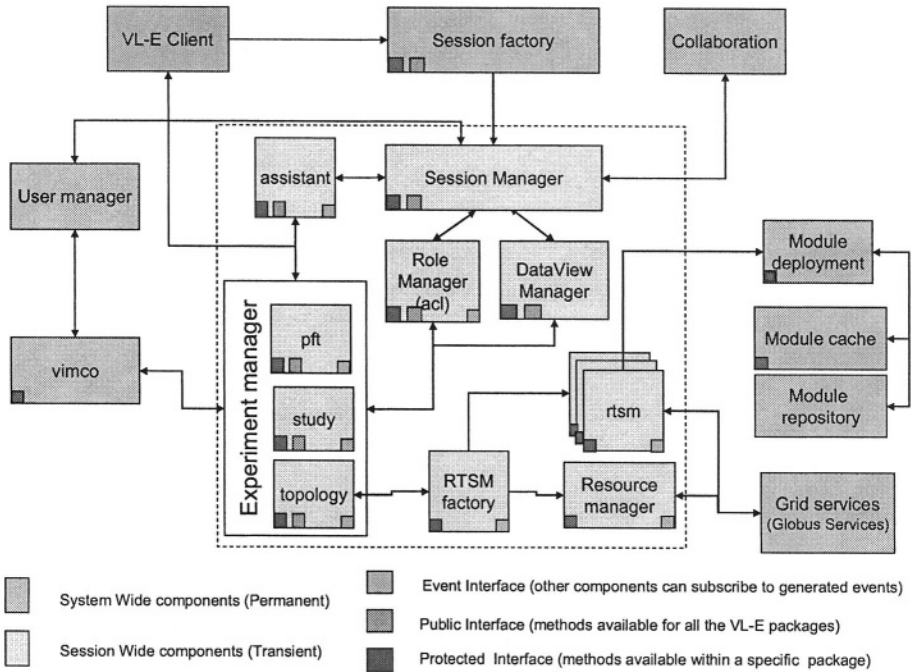 VL-E Client
Session factory
Collaboration
assistant
Session Manager
User manager
Role
Manager
(acl)
DataView
Manager
Module
deployment
Experiment manager
pft
vimco
Module cache
rtsm
study
Module
repository
topology
RTSM
factory
Resource
manager
Grid services
(Globus Services)
System Wide components (Permanent)
Session Wide components (Transient)
Event Interface (other components can subscribe to generated events)
Public Interface (methods available for all the VL-E packages)
Protected Interface (methods available within a specific package)